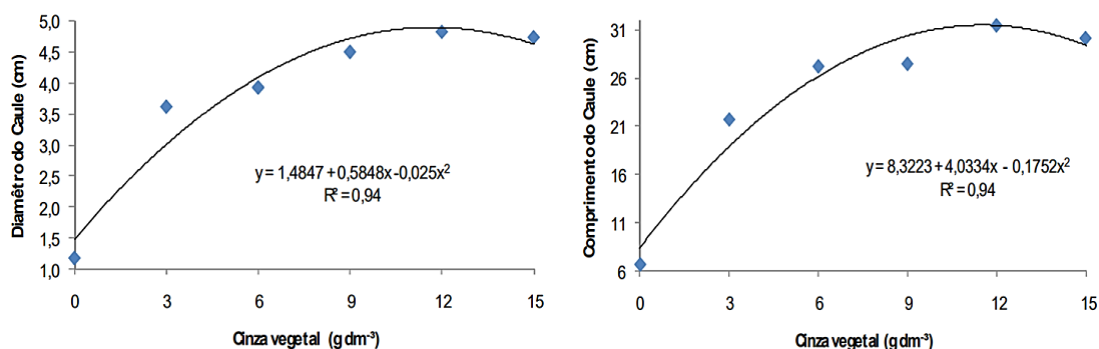 Diamêtro do Caule (cm)
5,0
4,5
4,0
3,5
3,0
2,5
2,0
1,5
1,0
y = 1,4847 + 0,5848x - 0,025x²
R² = 0,94
0 3 6 9 12 15
Cinza vegetal (g dm⁻³)
Comprimento do Caule (cm)
31
26
21
16
11
6
y = 8,3223 + 4,0334x - 0,1752x²
R² = 0,94
0 3 6 9 12 15
Cinza vegetal (g dm⁻³)